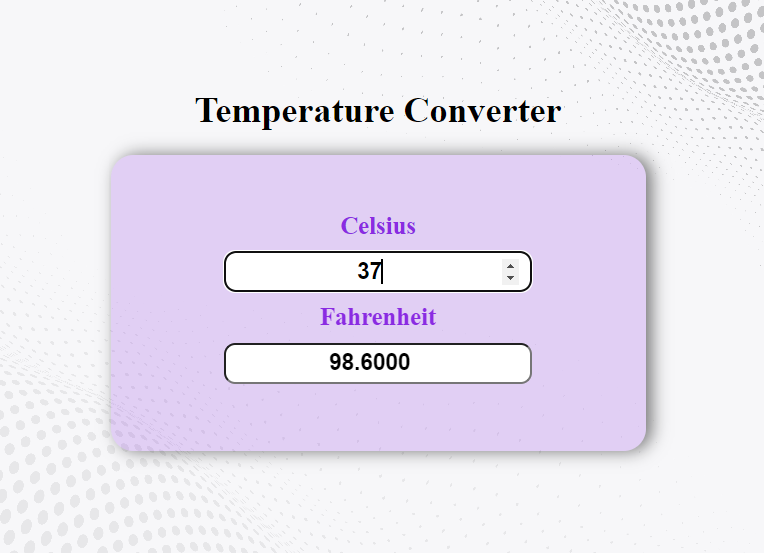 Temperature Converter
Celsius
37
Fahrenheit
98.6000